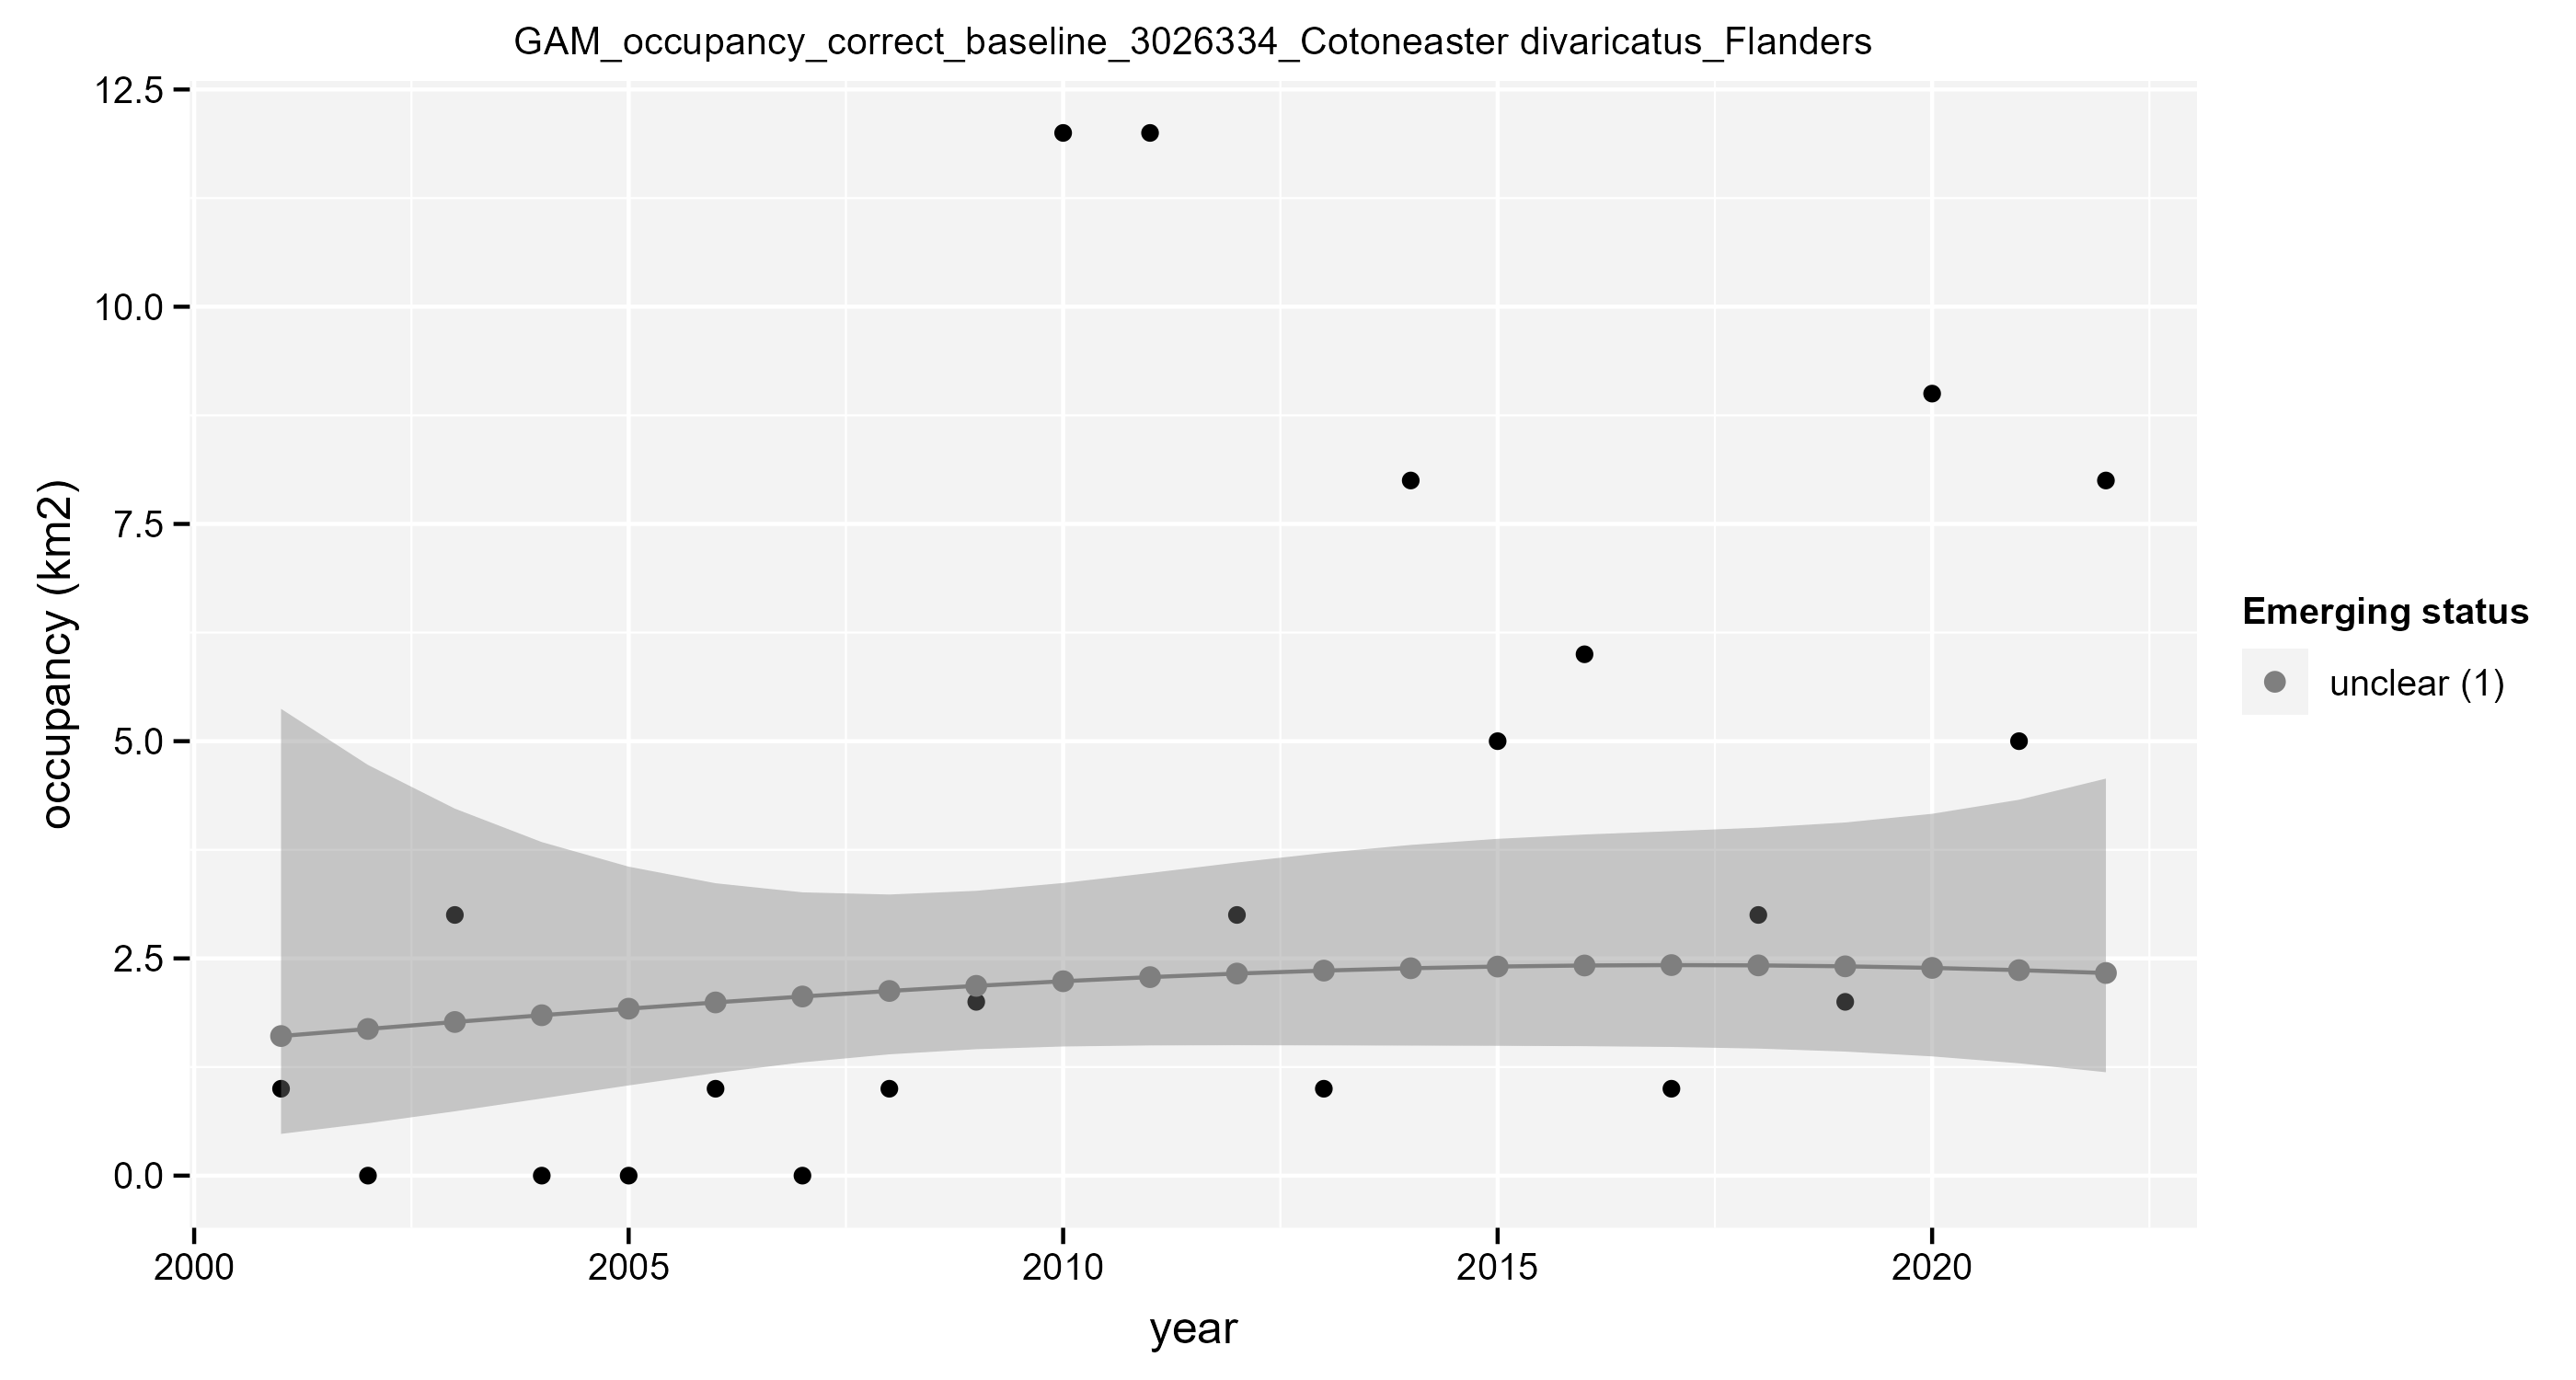 GAM_occupancy_correct_baseline_3026334_Cotoneaster divaricatus_Flanders
12.5
10.0
7.5
5.0
2.5
0.0
occupancy (km2)
2000 2005 2010 2015 2020
year
Emerging status
unclear (1)